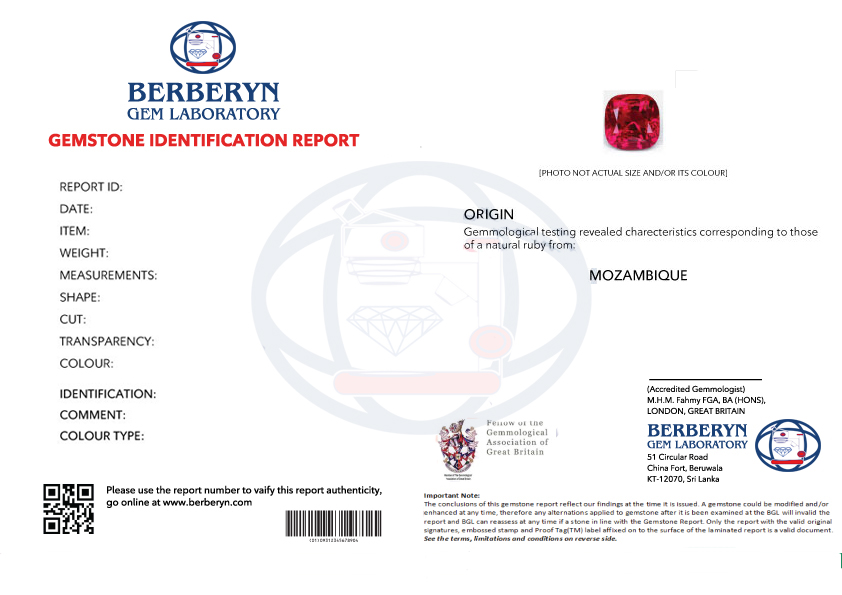 BERBERYN
GEM LABORATORY
GEMSTONE IDENTIFICATION REPORT
REPORT ID:
DATE:
ITEM:
WEIGHT:
MEASUREMENTS:
SHAPE:
CUT:
TRANSPARENCY:
COLOUR:
IDENTIFICATION:
COMMENT:
COLOUR TYPE:
Please use the report number to vaify this report authenticity,
go online at www.berberyn.com
(01)09012345678904
[PHOTO NOT ACTUAL SIZE AND/OR ITS COLOUR]
ORIGIN
Gemmological testing revealed charecteristics corresponding to those
of a natural ruby from:
MOZAMBIQUE
(Accredited Gemmologist)
M.H.M. Fahmy FGA, BA (HONS),
LONDON, GREAT BRITAIN
BERBERYN
GEM LABORATORY
51 Circular Road
China Fort, Beruwala
KT-12070, Sri Lanka
Fellow of the
Gemmological
Association of
Great Britain
Important Note:
The conclusions of this gemstone report reflect our findings at the time it is issued. A gemstone could be modified and/or
enhanced at any time, therefore any alternations applied to gemstone after it is been examined at the BGL will invalid the
report and BGL can reassess at any time if a stone in line with the Gemstone Report. Only the report with the valid original
signatures, embossed stamp and Proof Tag(TM) label affixed on to the surface of the laminated report is a valid document.
See the terms, limitations and conditions on reverse side.